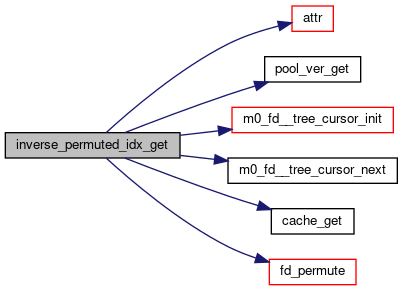 attr
pool_ver_get
m0_fd__tree_cursor_init
inverse_permuted_idx_get
m0_fd__tree_cursor_next
cache_get
fd_permute